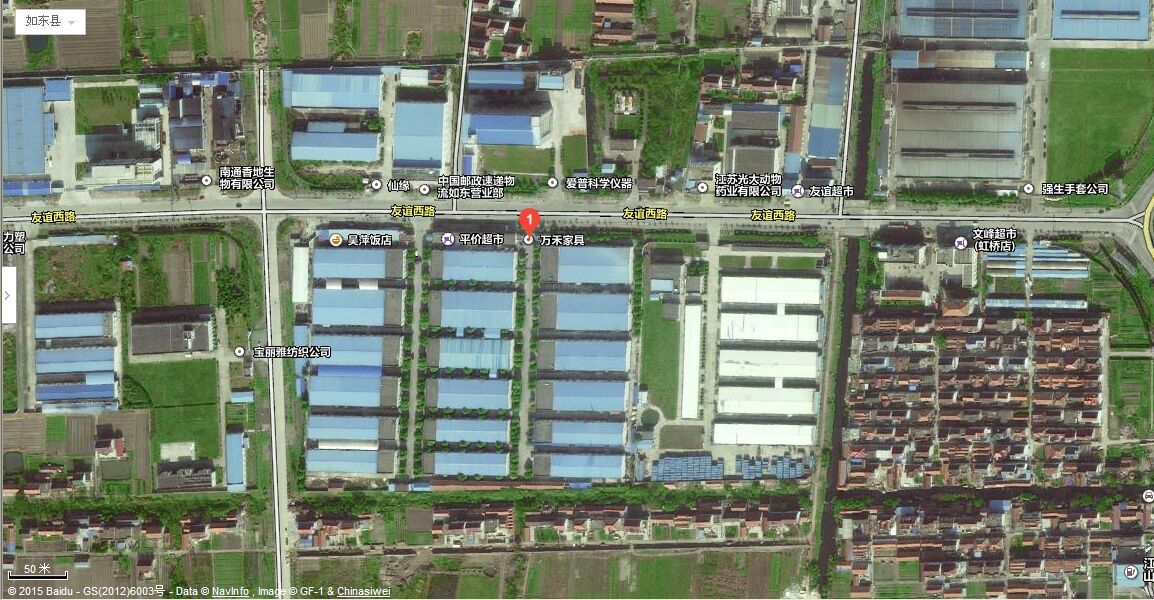 如东县
南通香地生
物有限公司
仙缘
中国邮政速递物
流如东营业部
爱普科学仪器
江苏光大动物
药业有限公司
友谊超市
强生手套公司
友谊西路
友谊西路
友谊西路
友谊西路
1
力塑
公司
吴萍饭店
平价超市
万禾家具
文峰超市
(虹桥店)
宝丽雅纺织公司
50 米
江
© 2015 Baidu - GS(2012)6003号 - Data © NavInfo , Image © GF-1 & Chinasiwei